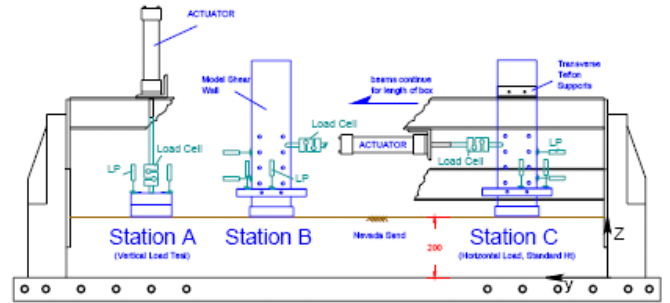 ACTUATOR
Model Shear
Wall
beams continue
for length of box
Transverse
Teflon
Supports
Load Cell
ACTUATOR
Load Cell
LP
Load Cell
LP
LP
Station A
(Vertical Load Test)
Station B
Nevada Sand
200
Station C
(Horizontal Load, Standard Ht)
Z
y